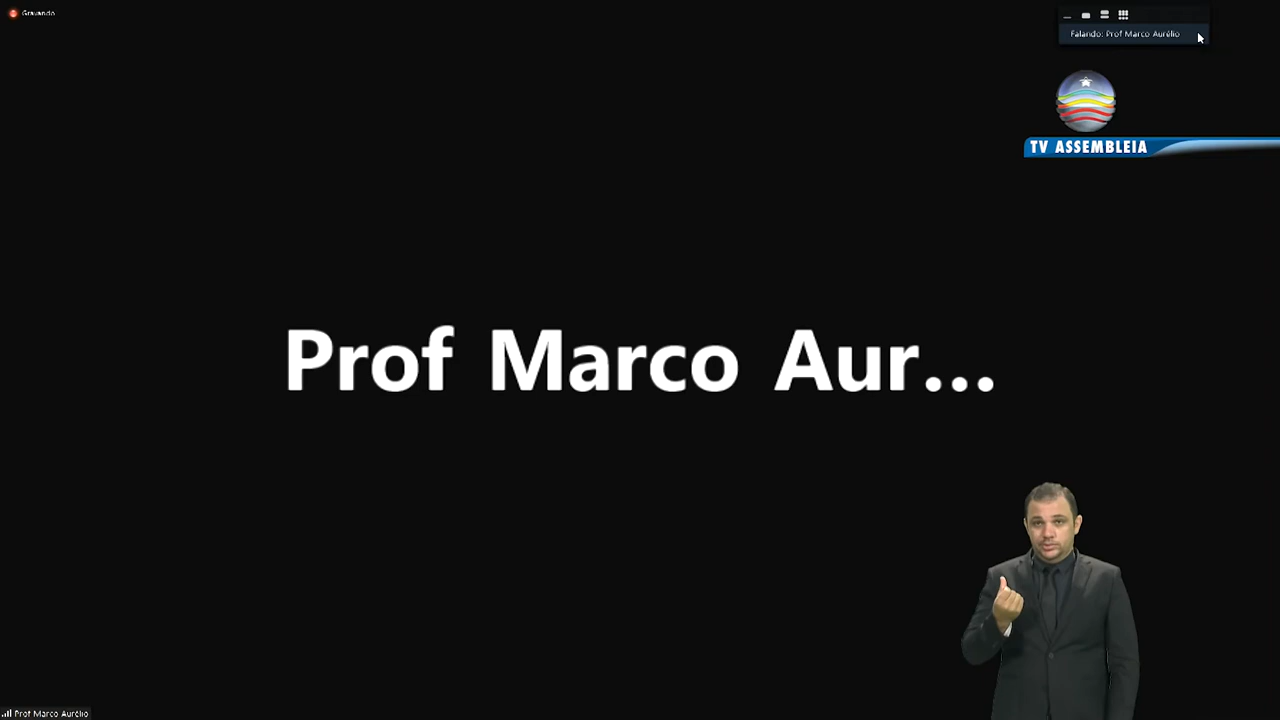 Gravando
Falando: Prof Marco Aurélio
TV ASSEMBLEIA
Prof Marco Aur...
Prof Marco Aurélio